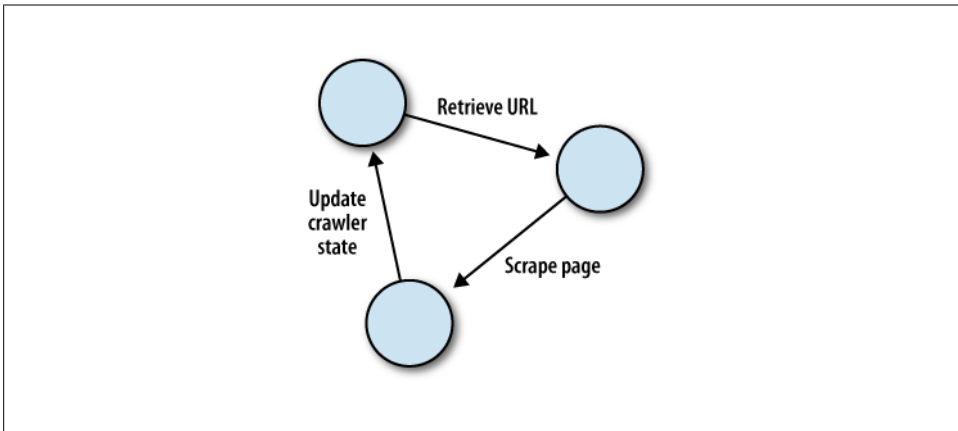 Retrieve URL
Update
crawler
state
Scrape page